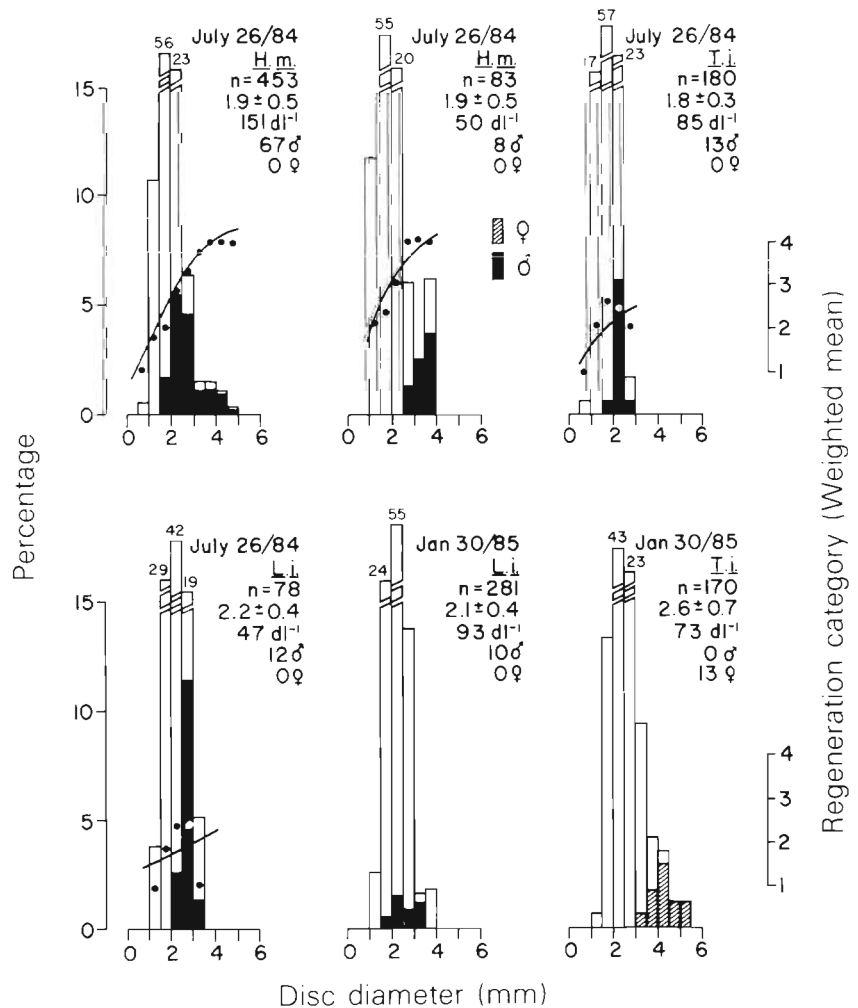 56
23
July 26/84
H. m.
n=453
1.9 ± 0.5
151 dl⁻¹
67♂
0♀
55
20
July 26/84
H. m.
n=83
1.9 ± 0.5
50 dl⁻¹
8♂
0♀
♀
♂
57
17
23
July 26/84
T. i.
n=180
1.8 ± 0.3
85 dl⁻¹
13♂
0♀
15
10
5
0
4
3
2
1
0 2 4 6
0 2 4 6
0 2 4 6
29
42
19
July 26/84
L. i.
n=78
2.2 ± 0.4
47 dl⁻¹
12♂
0♀
24
55
Jan 30/85
L. i.
n=281
2.1 ± 0.4
93 dl⁻¹
10♂
0♀
43
23
Jan 30/85
T. i.
n=170
2.6 ± 0.7
73 dl⁻¹
0♂
13♀
15
10
5
0
4
3
2
1
0 2 4 6
0 2 4 6
0 2 4 6
Percentage
Regeneration category (Weighted mean)
Disc diameter (mm)